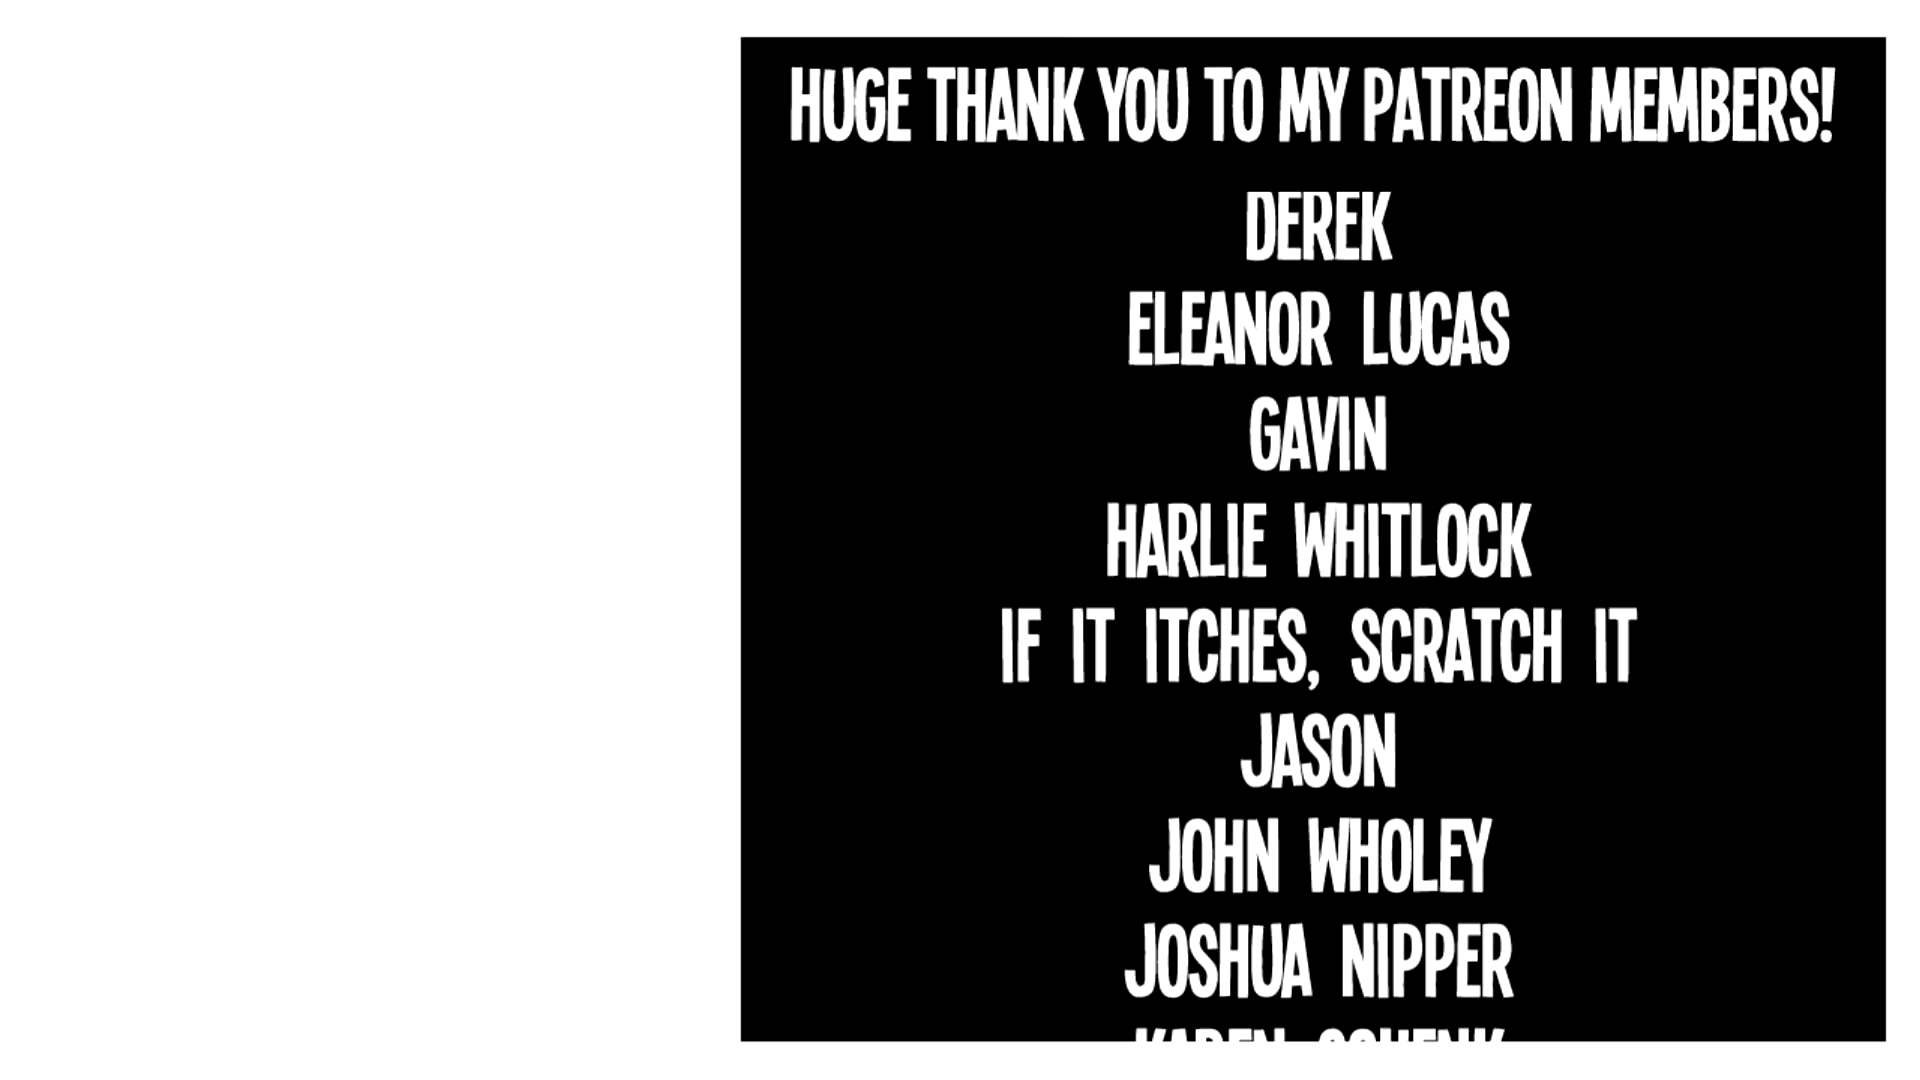 HUGE THANK YOU TO MY PATREON MEMBERS!
DEREK
ELEANOR LUCAS
GAVIN
HARLIE WHITLOCK
IF IT ITCHES, SCRATCH IT
JASON
JOHN WHOLEY
JOSHUA NIPPER